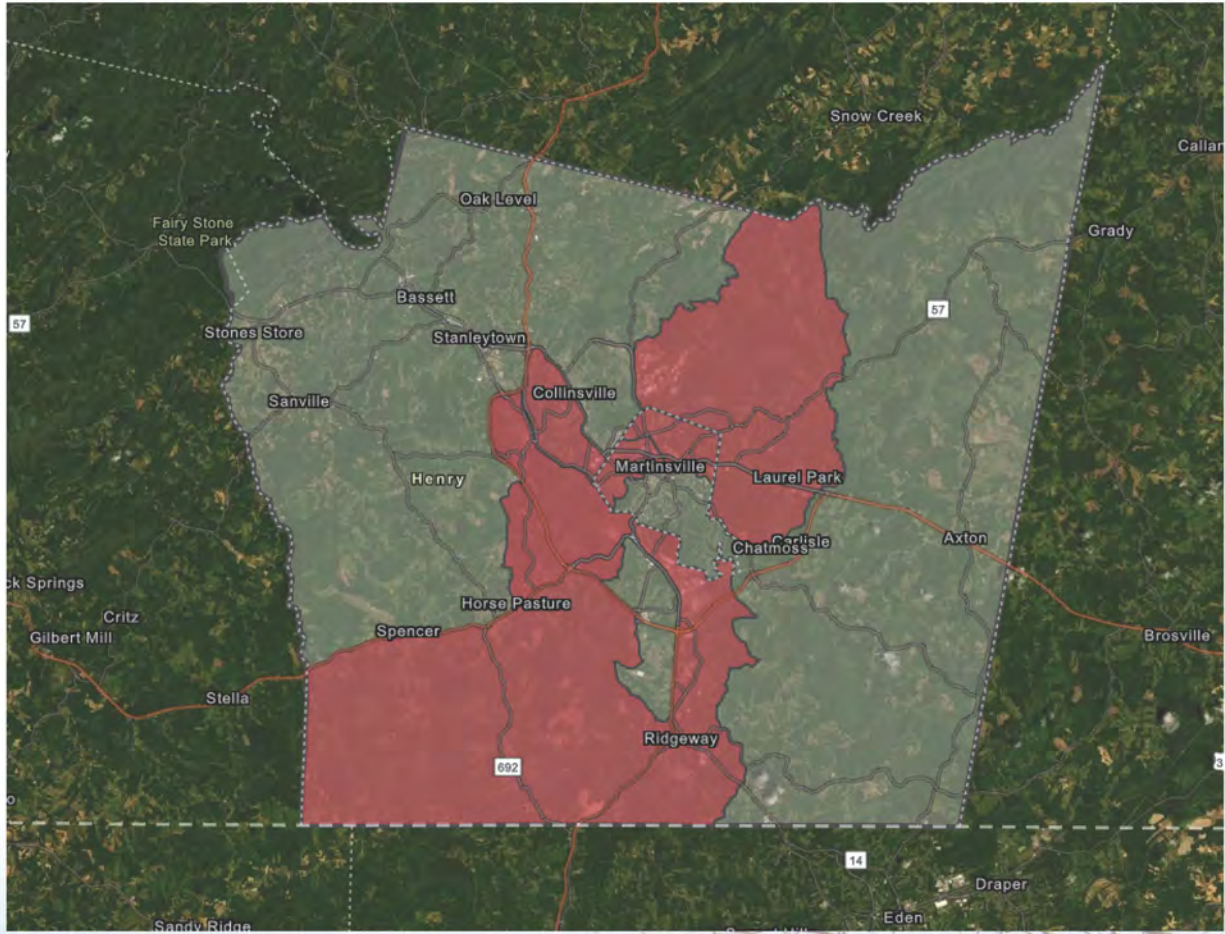 Snow Creek
Callan
Oak Level
Fairy Stone
State Park
Grady
Bassett
57
57
Stones Store
Stanleytown
Collinsville
Sanville
Martinsville
Henry
Laurel Park
Axton
Carlisle
Chatmoss
ck Springs
Horse Pasture
Critz
Gilbert Mill
Spencer
Brosville
Stella
Ridgeway
692
3
o
14
Draper
Eden
Sandy Ridge